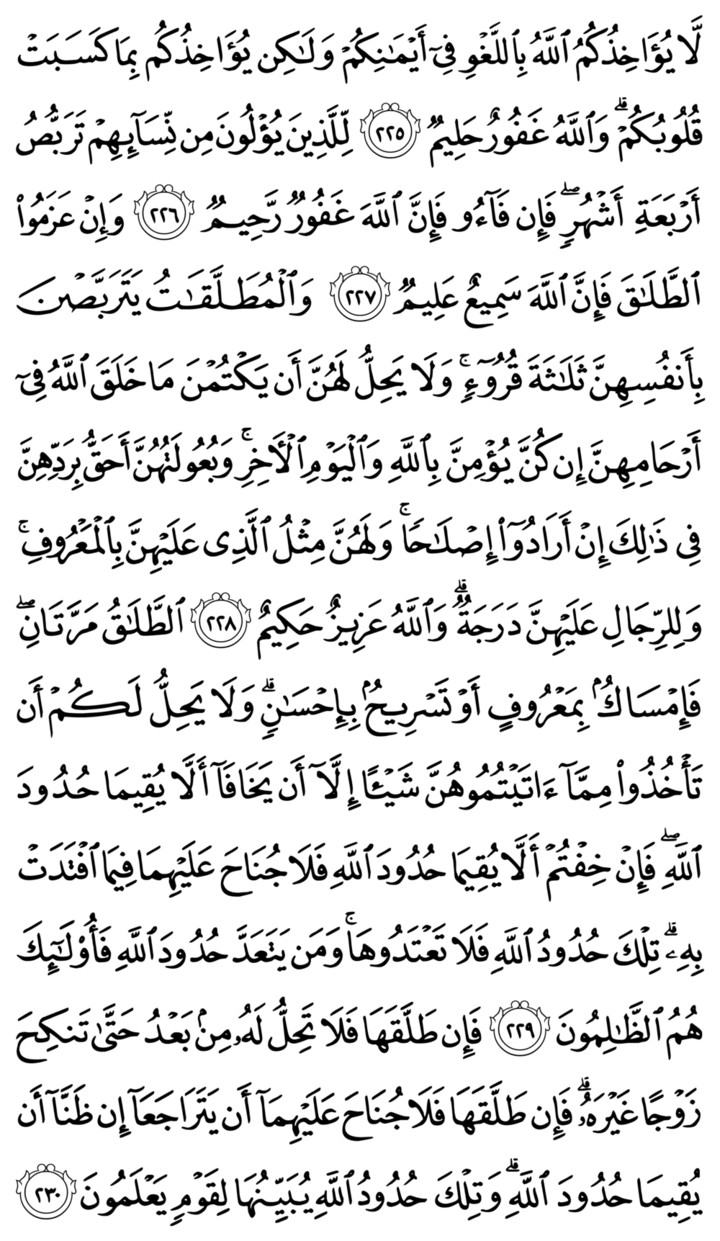 لَّا يُؤَاخِذُكُمُ ٱللَّهُ بِٱللَّغْوِ فِىٓ أَيْمَـٰنِكُمْ وَلَـٰكِن يُؤَاخِذُكُم بِمَا كَسَبَتْ
قُلُوبُكُمْ ۗ وَٱللَّهُ غَفُورٌ حَلِيمٌ ٢٢٥ لِّلَّذِينَ يُؤْلُونَ مِن نِّسَآئِهِمْ تَرَبُّصُ
أَرْبَعَةِ أَشْهُرٍ ۖ فَإِن فَآءُو فَإِنَّ ٱللَّهَ غَفُورٌ رَّحِيمٌ ٢٢٦ وَإِنْ عَزَمُوا۟
ٱلطَّلَـٰقَ فَإِنَّ ٱللَّهَ سَمِيعٌ عَلِيمٌ ٢٢٧ وَٱلْمُطَلَّقَـٰتُ يَتَرَبَّصْنَ
بِأَنفُسِهِنَّ ثَلَـٰثَةَ قُرُوٓءٍ ۚ وَلَا يَحِلُّ لَهُنَّ أَن يَكْتُمْنَ مَا خَلَقَ ٱللَّهُ فِىٓ
أَرْحَامِهِنَّ إِن كُنَّ يُؤْمِنَّ بِٱللَّهِ وَٱلْيَوْمِ ٱلْـَٔاخِرِ ۚ وَبُعُولَتُهُنَّ أَحَقُّ بِرَدِّهِنَّ
فِى ذَٰلِكَ إِنْ أَرَادُوٓا۟ إِصْلَـٰحًا ۚ وَلَهُنَّ مِثْلُ ٱلَّذِى عَلَيْهِنَّ بِٱلْمَعْرُوفِ ۚ
وَلِلرِّجَالِ عَلَيْهِنَّ دَرَجَةٌ ۗ وَٱللَّهُ عَزِيزٌ حَكِيمٌ ٢٢٨ ٱلطَّلَـٰقُ مَرَّتَانِ ۖ
فَإِمْسَاكٌۢ بِمَعْرُوفٍ أَوْ تَسْرِيحٌۢ بِإِحْسَـٰنٍ ۗ وَلَا يَحِلُّ لَكُمْ أَن
تَأْخُذُوا۟ مِمَّآ ءَاتَيْتُمُوهُنَّ شَيْـًٔا إِلَّآ أَن يَخَافَآ أَلَّا يُقِيمَا حُدُودَ
ٱللَّهِ ۖ فَإِنْ خِفْتُمْ أَلَّا يُقِيمَا حُدُودَ ٱللَّهِ فَلَا جُنَاحَ عَلَيْهِمَا فِيمَا ٱفْتَدَتْ
بِهِۦ ۗ تِلْكَ حُدُودُ ٱللَّهِ فَلَا تَعْتَدُوهَا ۚ وَمَن يَتَعَدَّ حُدُودَ ٱللَّهِ فَأُو۟لَـٰٓئِكَ
هُمُ ٱلظَّـٰلِمُونَ ٢٢٩ فَإِن طَلَّقَهَا فَلَا تَحِلُّ لَهُۥ مِنۢ بَعْدُ حَتَّىٰ تَنكِحَ
زَوْجًا غَيْرَهُۥ ۗ فَإِن طَلَّقَهَا فَلَا جُنَاحَ عَلَيْهِمَآ أَن يَتَرَاجَعَآ إِن ظَنَّآ أَن
يُقِيمَا حُدُودَ ٱللَّهِ ۗ وَتِلْكَ حُدُودُ ٱللَّهِ يُبَيِّنُهَا لِقَوْمٍ يَعْلَمُونَ ٢٣٠